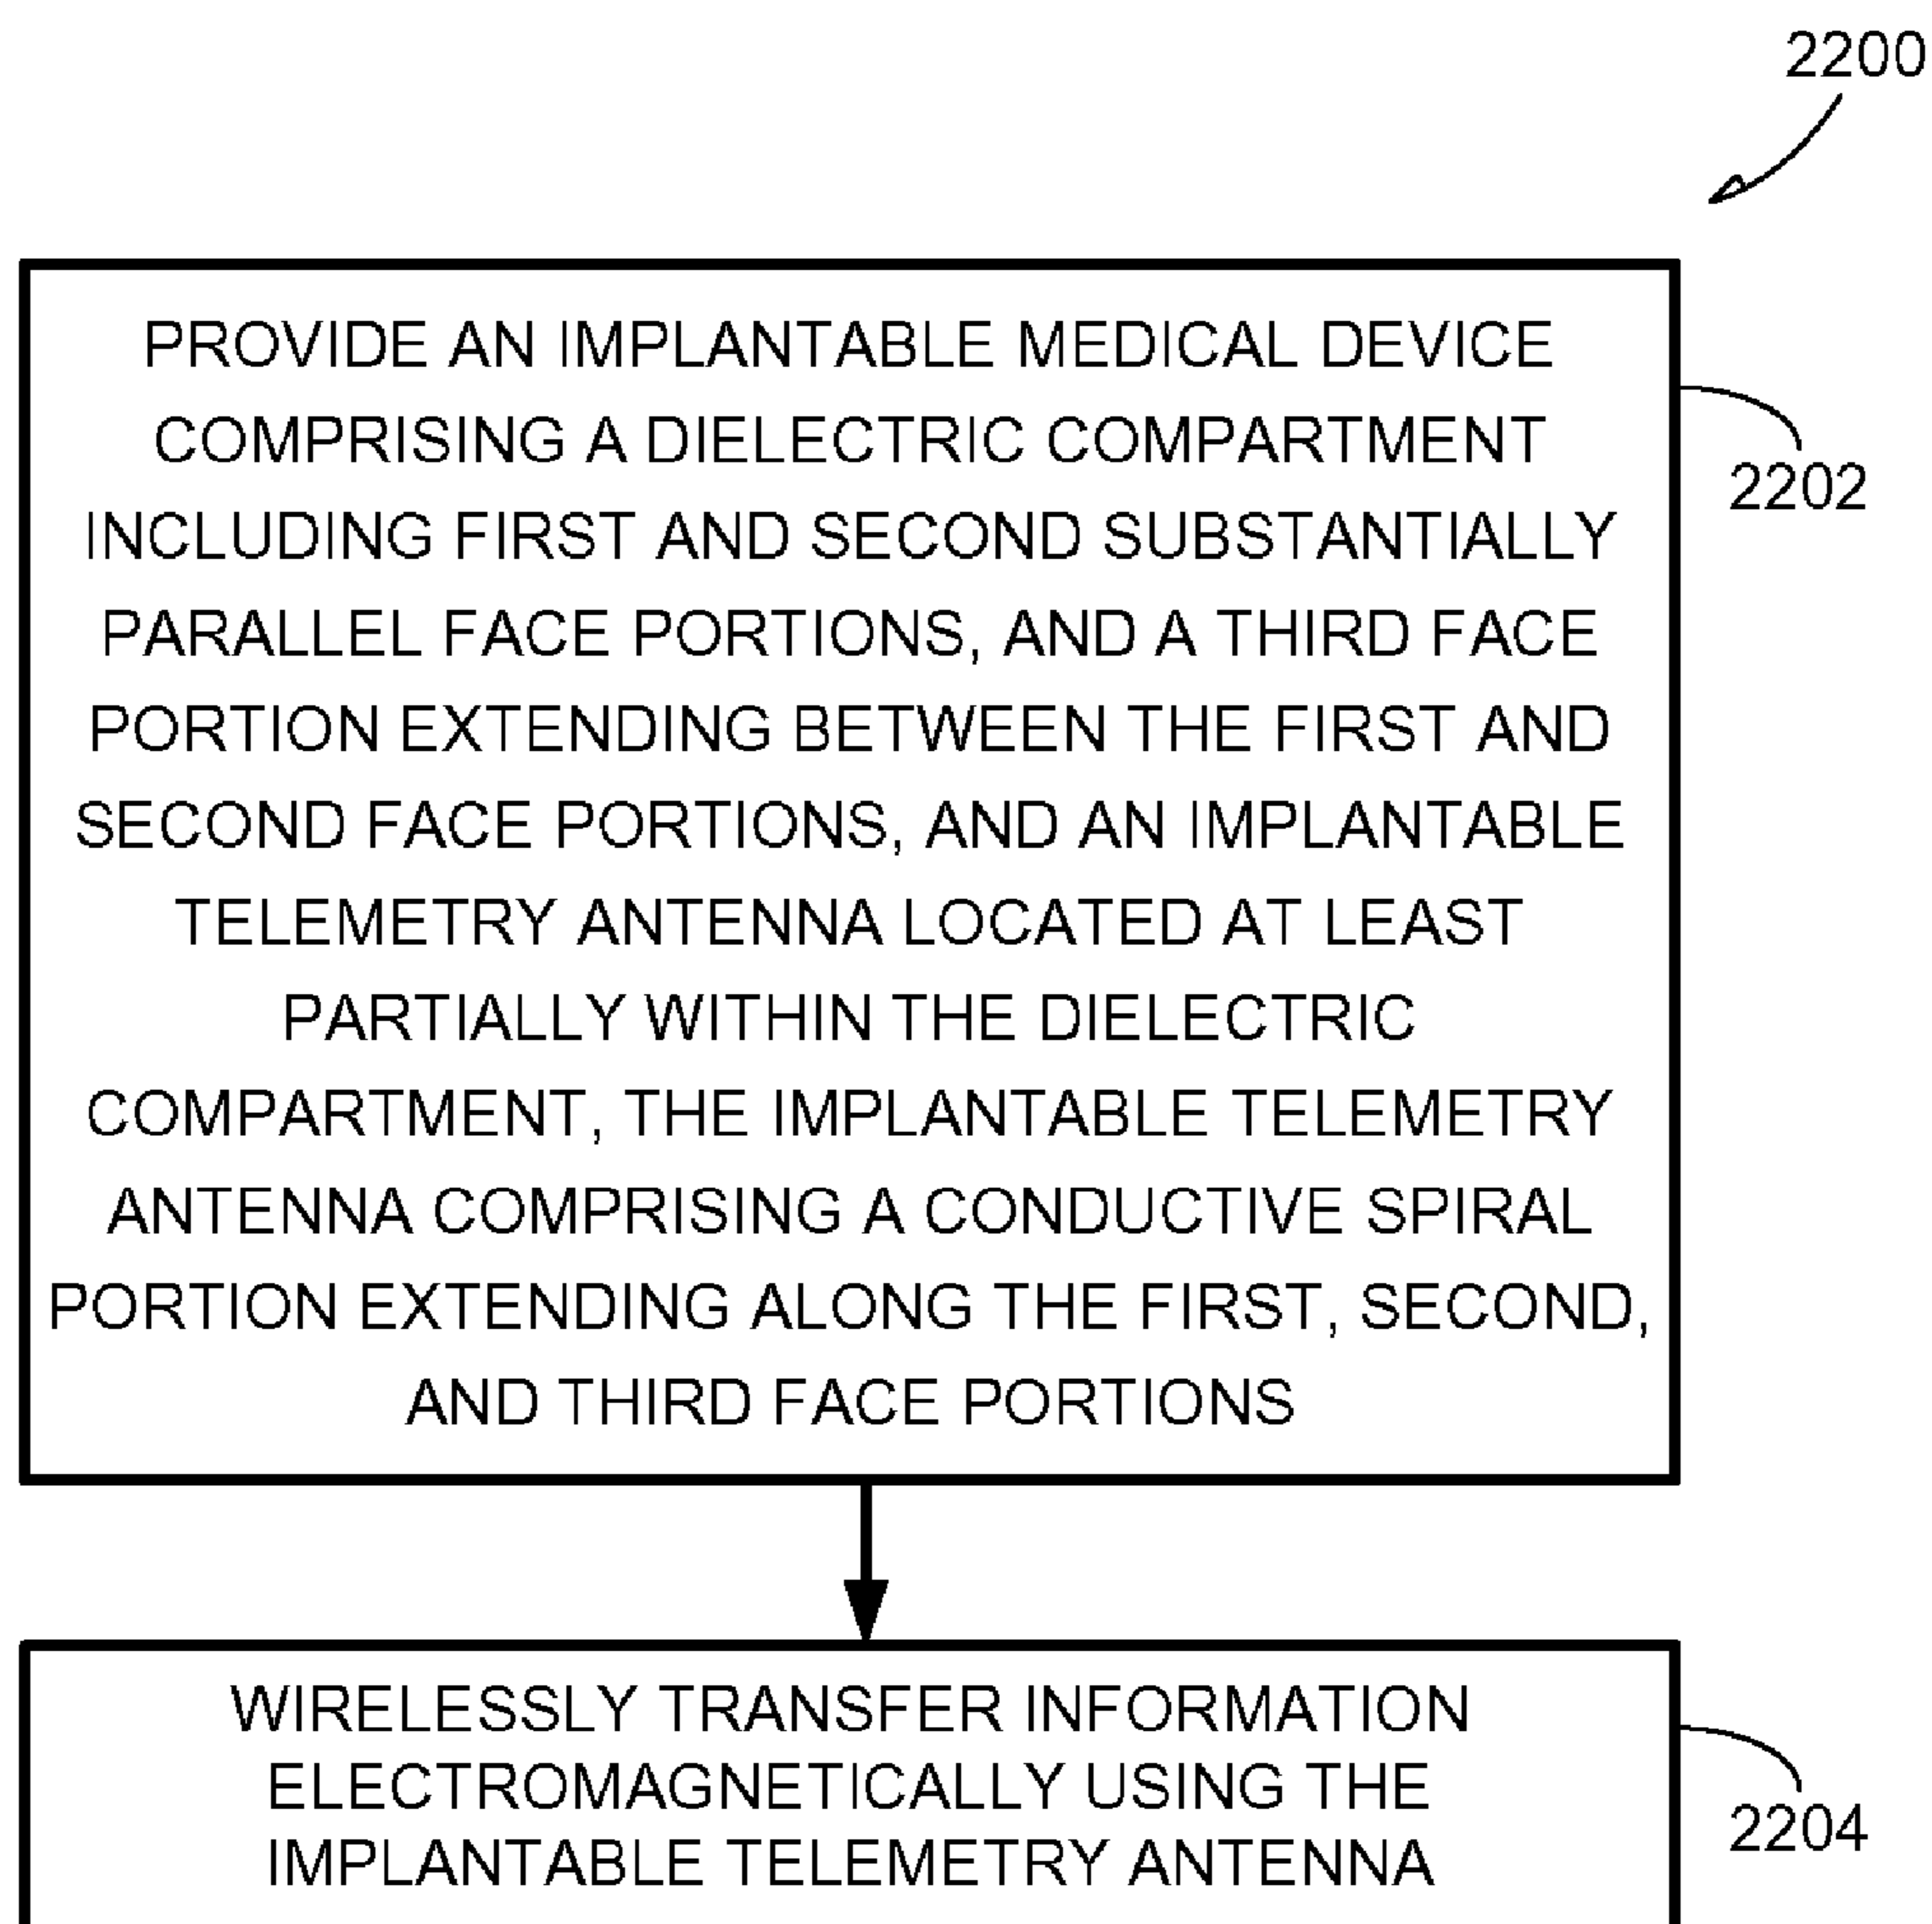 2200
PROVIDE AN IMPLANTABLE MEDICAL DEVICE
COMPRISING A DIELECTRIC COMPARTMENT
INCLUDING FIRST AND SECOND SUBSTANTIALLY
PARALLEL FACE PORTIONS, AND A THIRD FACE
PORTION EXTENDING BETWEEN THE FIRST AND
SECOND FACE PORTIONS, AND AN IMPLANTABLE
TELEMETRY ANTENNA LOCATED AT LEAST
PARTIALLY WITHIN THE DIELECTRIC
COMPARTMENT, THE IMPLANTABLE TELEMETRY
ANTENNA COMPRISING A CONDUCTIVE SPIRAL
PORTION EXTENDING ALONG THE FIRST, SECOND,
AND THIRD FACE PORTIONS
2202
WIRELESSLY TRANSFER INFORMATION
ELECTROMAGNETICALLY USING THE
IMPLANTABLE TELEMETRY ANTENNA
2204